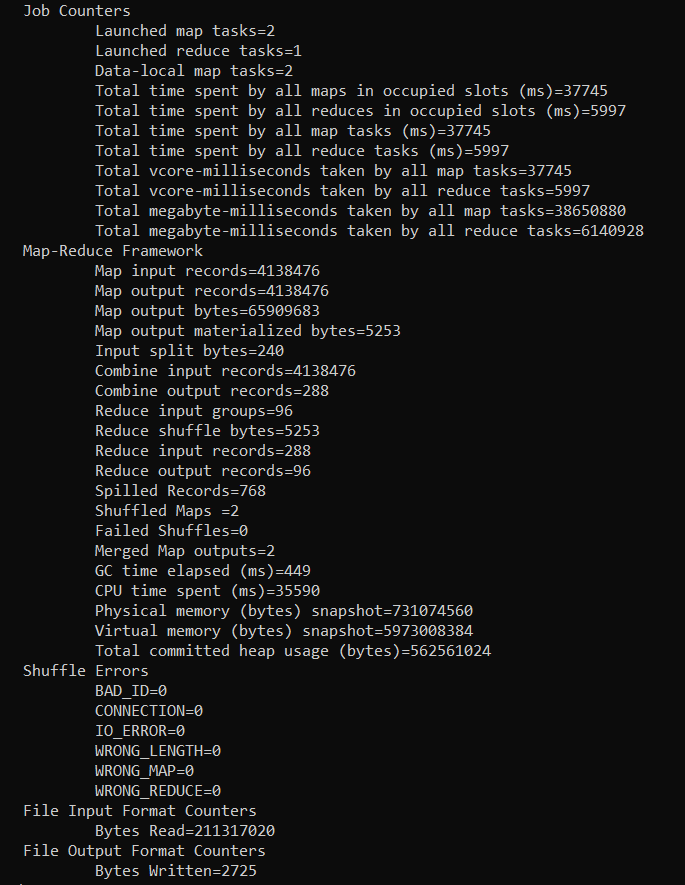 Job Counters
Launched map tasks=2
Launched reduce tasks=1
Data-local map tasks=2
Total time spent by all maps in occupied slots (ms)=37745
Total time spent by all reduces in occupied slots (ms)=5997
Total time spent by all map tasks (ms)=37745
Total time spent by all reduce tasks (ms)=5997
Total vcore-milliseconds taken by all map tasks=37745
Total vcore-milliseconds taken by all reduce tasks=5997
Total megabyte-milliseconds taken by all map tasks=38650880
Total megabyte-milliseconds taken by all reduce tasks=6140928
Map-Reduce Framework
Map input records=4138476
Map output records=4138476
Map output bytes=65909683
Map output materialized bytes=5253
Input split bytes=240
Combine input records=4138476
Combine output records=288
Reduce input groups=96
Reduce shuffle bytes=5253
Reduce input records=288
Reduce output records=96
Spilled Records=768
Shuffled Maps =2
Failed Shuffles=0
Merged Map outputs=2
GC time elapsed (ms)=449
CPU time spent (ms)=35590
Physical memory (bytes) snapshot=731074560
Virtual memory (bytes) snapshot=5973008384
Total committed heap usage (bytes)=562561024
Shuffle Errors
BAD_ID=0
CONNECTION=0
IO_ERROR=0
WRONG_LENGTH=0
WRONG_MAP=0
WRONG_REDUCE=0
File Input Format Counters
Bytes Read=211317020
File Output Format Counters
Bytes Written=2725